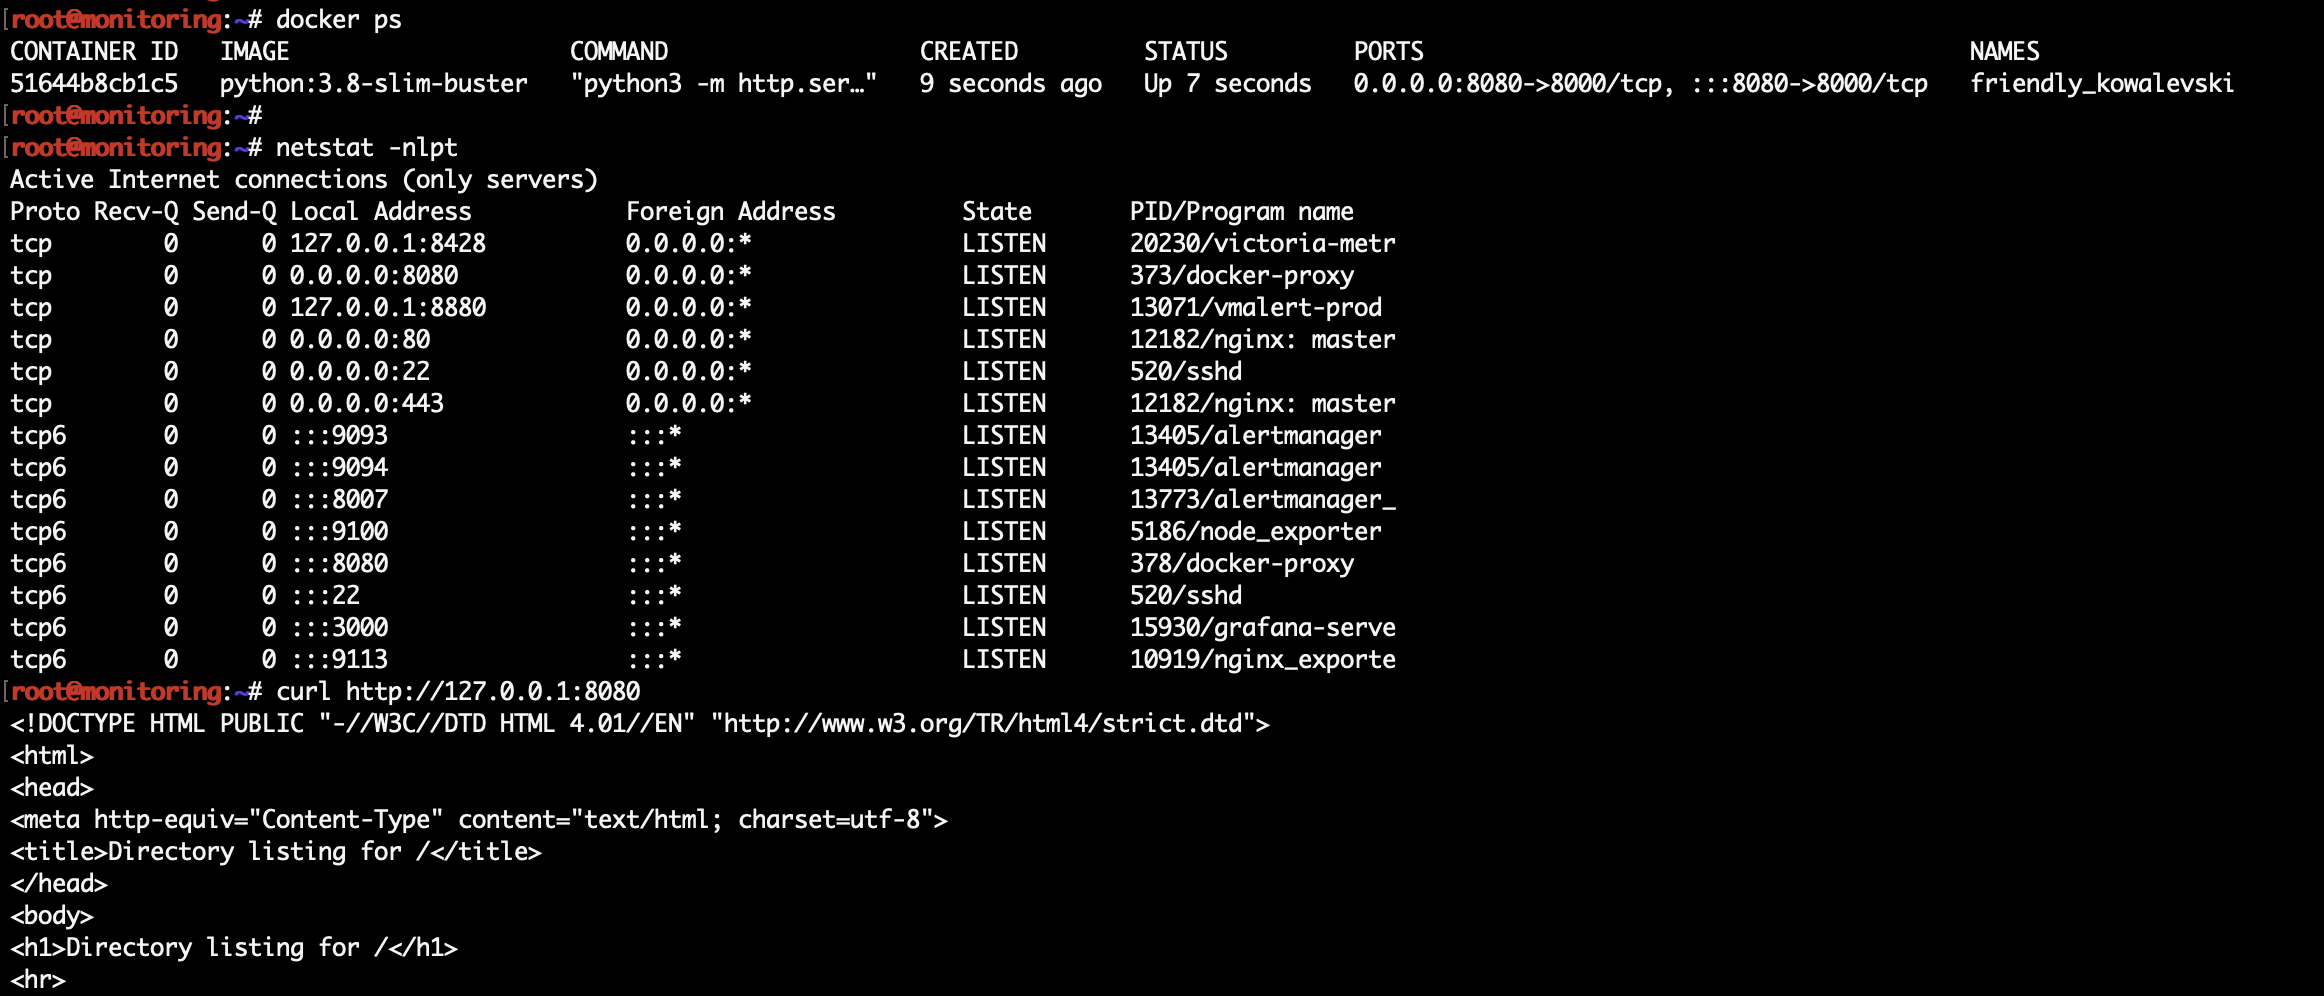 [root@monitoring:~# docker ps
CONTAINER ID   IMAGE                    COMMAND                  CREATED         STATUS         PORTS                                       NAMES
51644b8cb1c5   python:3.8-slim-buster   "python3 -m http.ser…"   9 seconds ago   Up 7 seconds   0.0.0.0:8080->8000/tcp, :::8080->8000/tcp   friendly_kowalevski
[root@monitoring:~#
[root@monitoring:~# netstat -nlpt
Active Internet connections (only servers)
Proto Recv-Q Send-Q Local Address           Foreign Address         State       PID/Program name
tcp        0      0 127.0.0.1:8428          0.0.0.0:*               LISTEN      20230/victoria-metr
tcp        0      0 0.0.0.0:8080            0.0.0.0:*               LISTEN      373/docker-proxy
tcp        0      0 127.0.0.1:8880          0.0.0.0:*               LISTEN      13071/vmalert-prod
tcp        0      0 0.0.0.0:80              0.0.0.0:*               LISTEN      12182/nginx: master
tcp        0      0 0.0.0.0:22              0.0.0.0:*               LISTEN      520/sshd
tcp        0      0 0.0.0.0:443             0.0.0.0:*               LISTEN      12182/nginx: master
tcp6       0      0 :::9093                 :::*                    LISTEN      13405/alertmanager
tcp6       0      0 :::9094                 :::*                    LISTEN      13405/alertmanager
tcp6       0      0 :::8007                 :::*                    LISTEN      13773/alertmanager_
tcp6       0      0 :::9100                 :::*                    LISTEN      5186/node_exporter
tcp6       0      0 :::8080                 :::*                    LISTEN      378/docker-proxy
tcp6       0      0 :::22                   :::*                    LISTEN      520/sshd
tcp6       0      0 :::3000                 :::*                    LISTEN      15930/grafana-serve
tcp6       0      0 :::9113                 :::*                    LISTEN      10919/nginx_exporte
[root@monitoring:~# curl http://127.0.0.1:8080
<!DOCTYPE HTML PUBLIC "-//W3C//DTD HTML 4.01//EN" "http://www.w3.org/TR/html4/strict.dtd">
<html>
<head>
<meta http-equiv="Content-Type" content="text/html; charset=utf-8">
<title>Directory listing for /</title>
</head>
<body>
<h1>Directory listing for /</h1>
<hr>